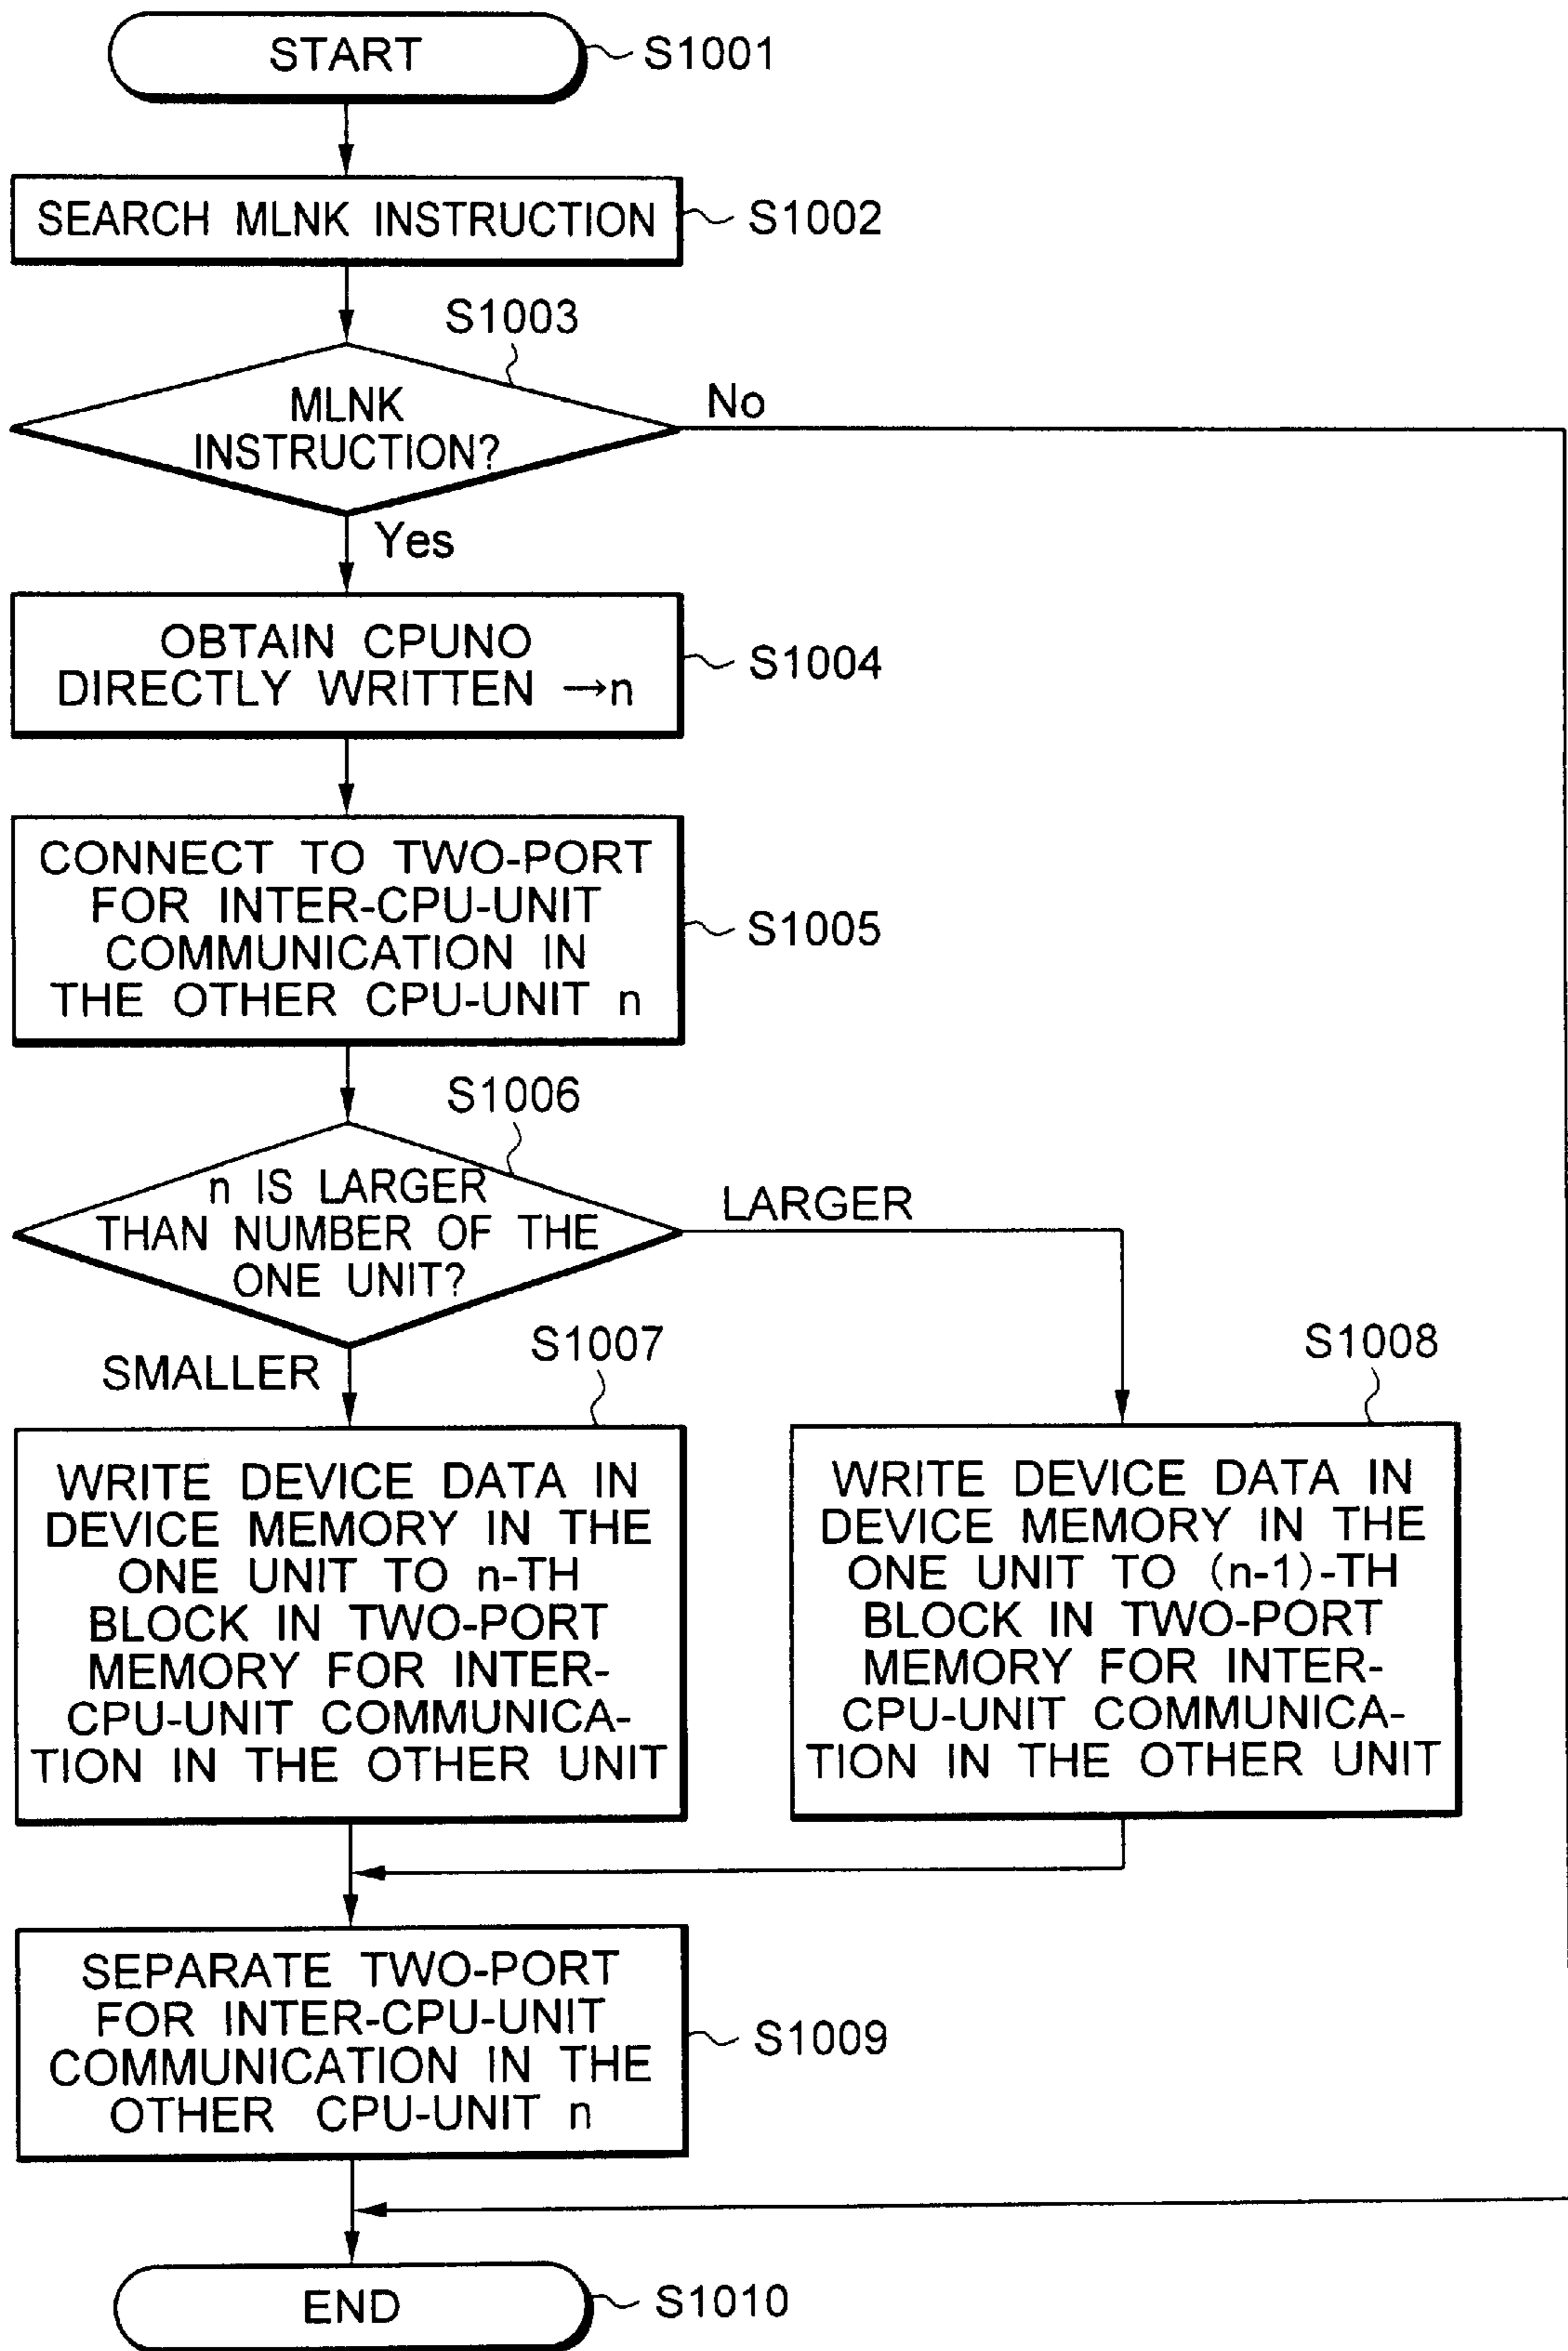 START
S1001
SEARCH MLNK INSTRUCTION
S1002
S1003
MLNK
INSTRUCTION?
No
Yes
OBTAIN CPUNO
DIRECTLY WRITTEN →n
S1004
CONNECT TO TWO-PORT
FOR INTER-CPU-UNIT
COMMUNICATION IN
THE OTHER CPU-UNIT n
S1005
S1006
n IS LARGER
THAN NUMBER OF THE
ONE UNIT?
LARGER
SMALLER
S1007
WRITE DEVICE DATA IN
DEVICE MEMORY IN THE
ONE UNIT TO n-TH
BLOCK IN TWO-PORT
MEMORY FOR INTER-
CPU-UNIT COMMUNICA-
TION IN THE OTHER UNIT
S1008
WRITE DEVICE DATA IN
DEVICE MEMORY IN THE
ONE UNIT TO (n-1)-TH
BLOCK IN TWO-PORT
MEMORY FOR INTER-
CPU-UNIT COMMUNICA-
TION IN THE OTHER UNIT
SEPARATE TWO-PORT
FOR INTER-CPU-UNIT
COMMUNICATION IN THE
OTHER CPU-UNIT n
S1009
END
S1010